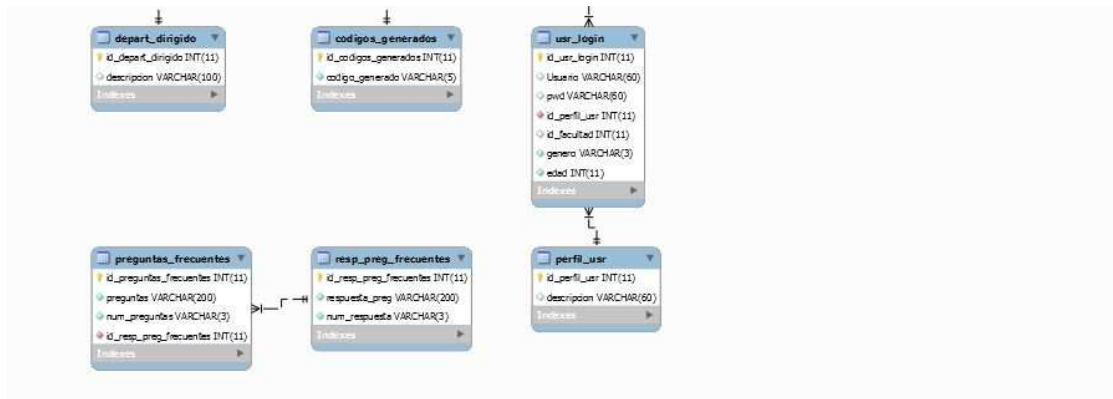 depart_dirigido
id_depart_dirigido INT(11)
descripcion VARCHAR(100)
Indexes
codigos_generados
id_codigos_generados INT(11)
codigo_generado VARCHAR(5)
Indexes
usr_login
id_usr_login INT(11)
Usuario VARCHAR(60)
pwd VARCHAR(60)
id_perfil_usr INT(11)
id_facultad INT(11)
genero VARCHAR(3)
edad INT(11)
Indexes
preguntas_frecuentes
id_preguntas_frecuentes INT(11)
preguntas VARCHAR(200)
num_preguntas VARCHAR(3)
id_resp_preg_frecuentes INT(11)
Indexes
resp_preg_frecuentes
id_resp_preg_frecuentes INT(11)
respuesta_preg VARCHAR(200)
num_respuesta VARCHAR(3)
Indexes
perfil_usr
id_perfil_usr INT(11)
descripcion VARCHAR(60)
Indexes